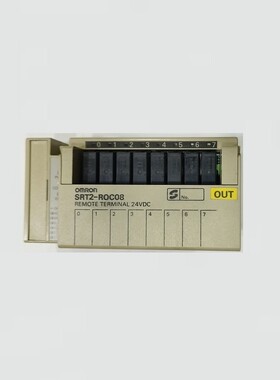 0 1 2 3 4 5 6 7
OMRON
SRT2-ROC08
REMOTE TERMINAL 24VDC
S No.
OUT
0 1 2 3 4 5 6 7